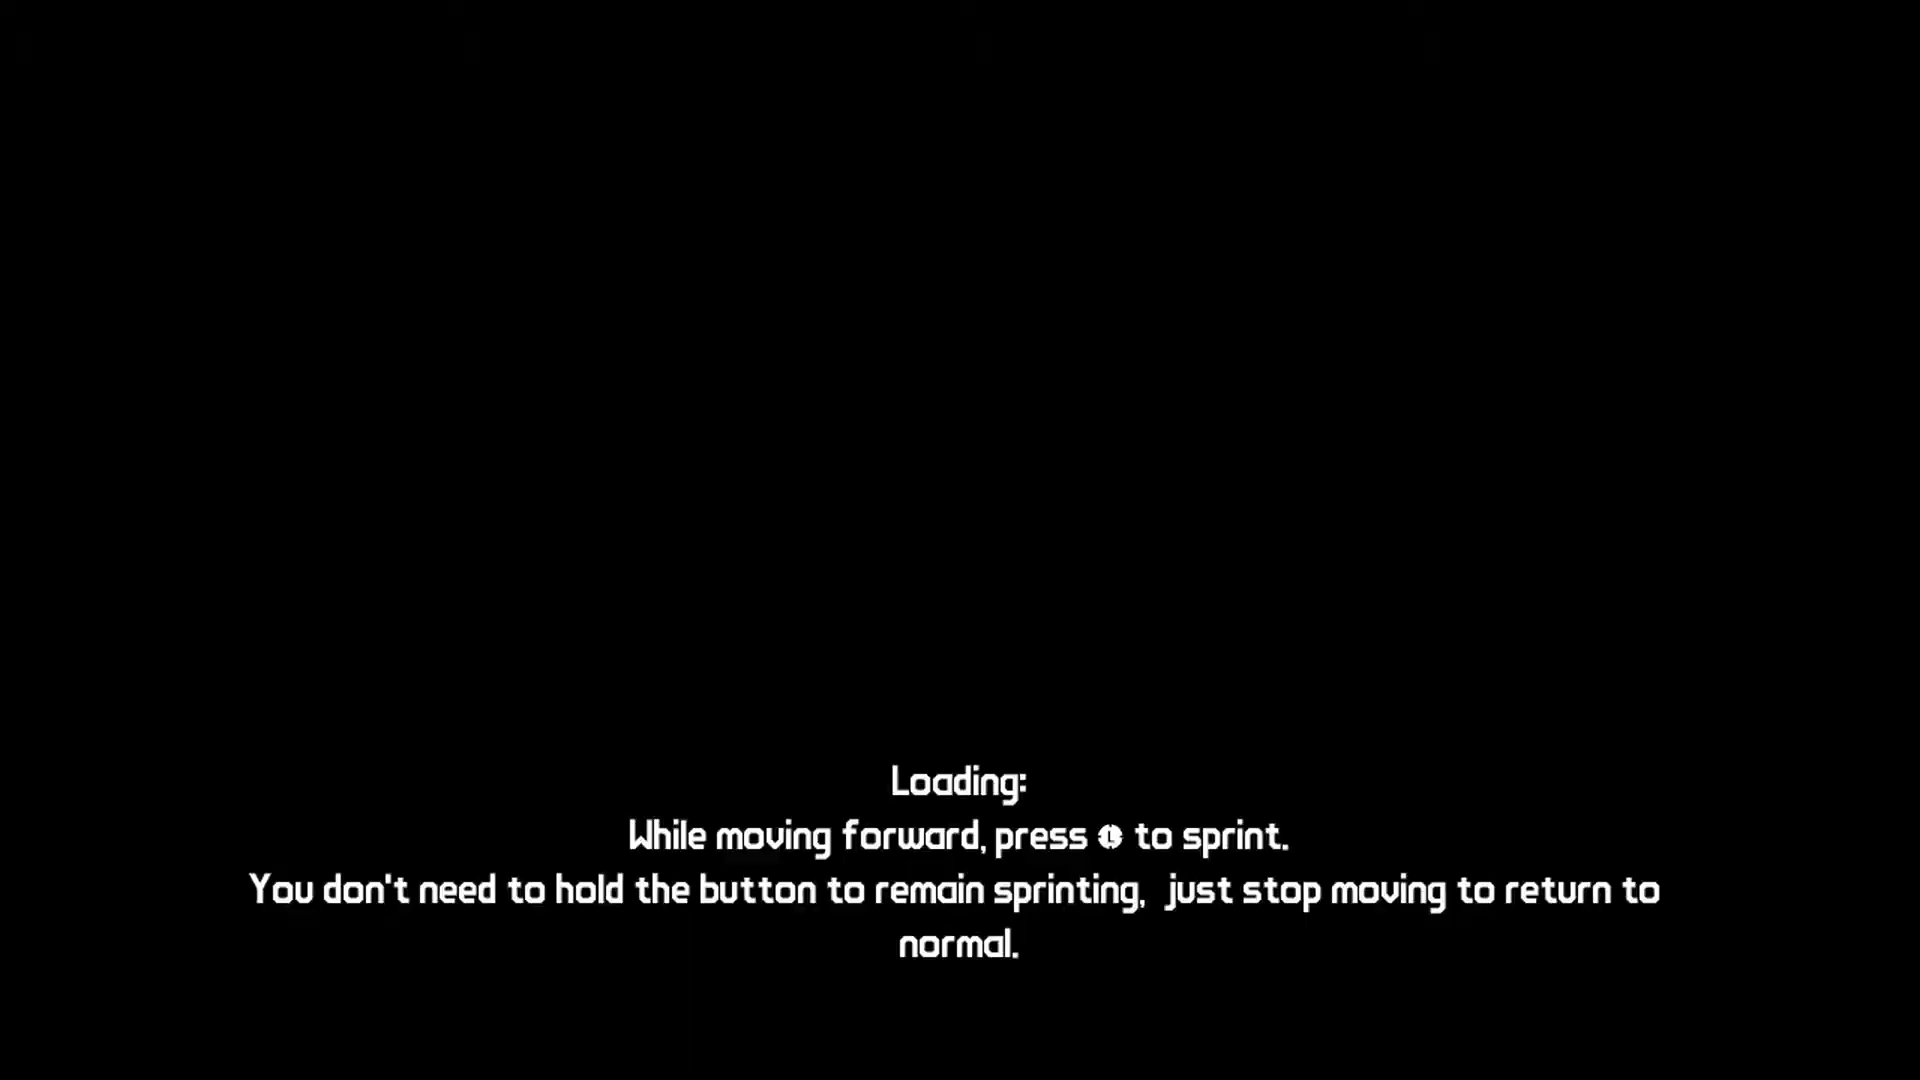 Loading:
While moving forward, press L to sprint.
You don't need to hold the button to remain sprinting, just stop moving to return to
normal.